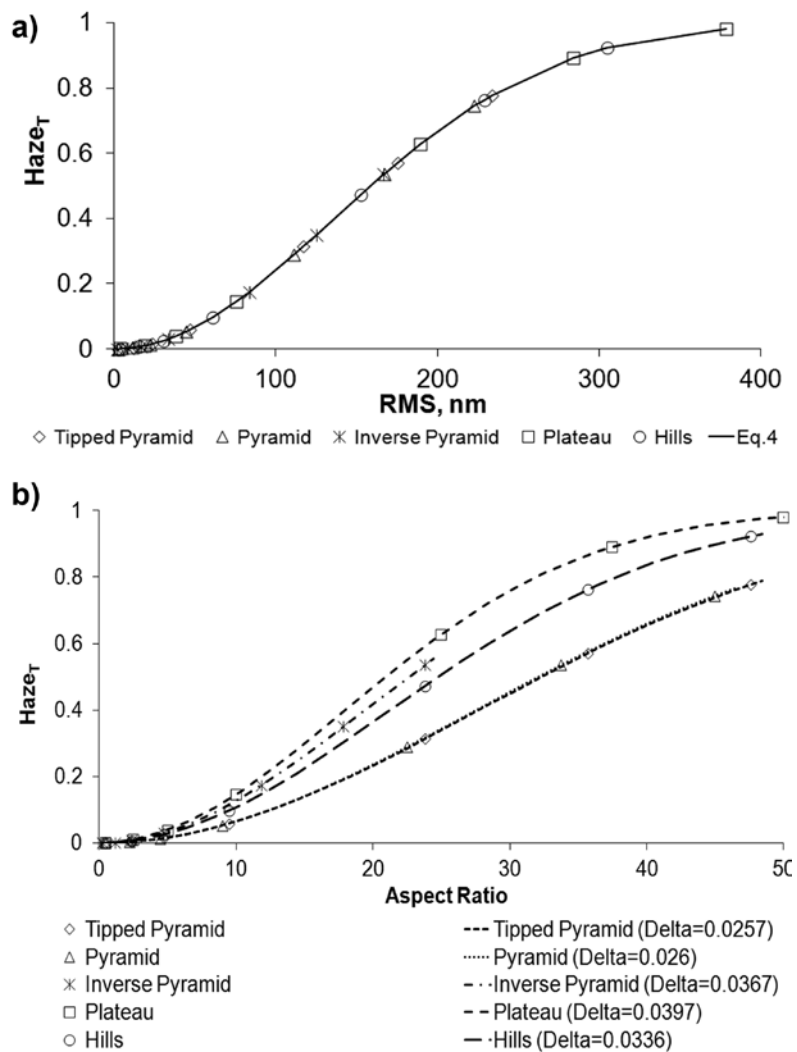 a)
1
0.8
0.6
0.4
0.2
0
Haze_T
0 100 200 300 400
RMS, nm
Tipped Pyramid Pyramid Inverse Pyramid Plateau Hills Eq.4
b)
1
0.8
0.6
0.4
0.2
0
Haze_T
0 10 20 30 40 50
Aspect Ratio
Tipped Pyramid Tipped Pyramid (Delta=0.0257)
Pyramid Pyramid (Delta=0.026)
Inverse Pyramid Inverse Pyramid (Delta=0.0367)
Plateau Plateau (Delta=0.0397)
Hills Hills (Delta=0.0336)